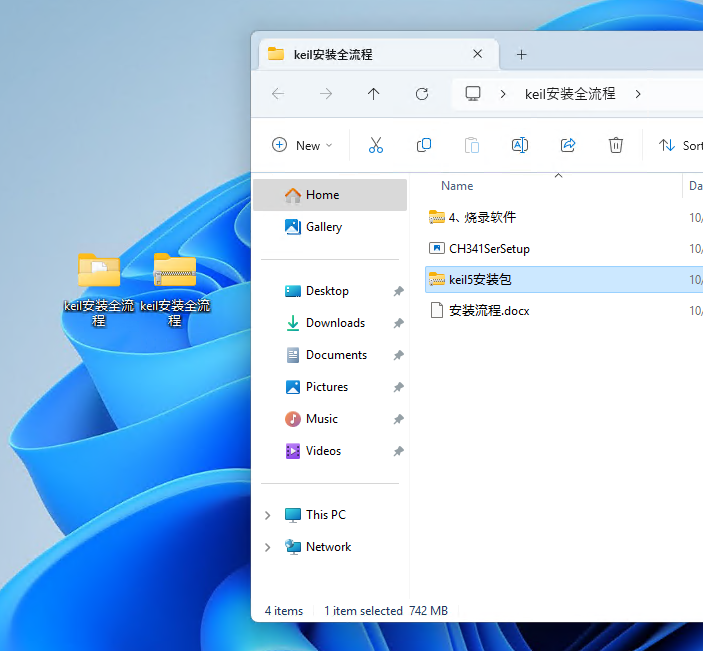 keil安装全流程
keil安装全流程
New
Sort
Name
Da
Home
Gallery
Desktop
Downloads
Documents
Pictures
Music
Videos
This PC
Network
4、烧录软件
10/
CH341SerSetup
10/
keil5安装包
10/
安装流程.docx
10/
4 items
1 item selected 742 MB
keil安装全流
程
keil安装全流
程